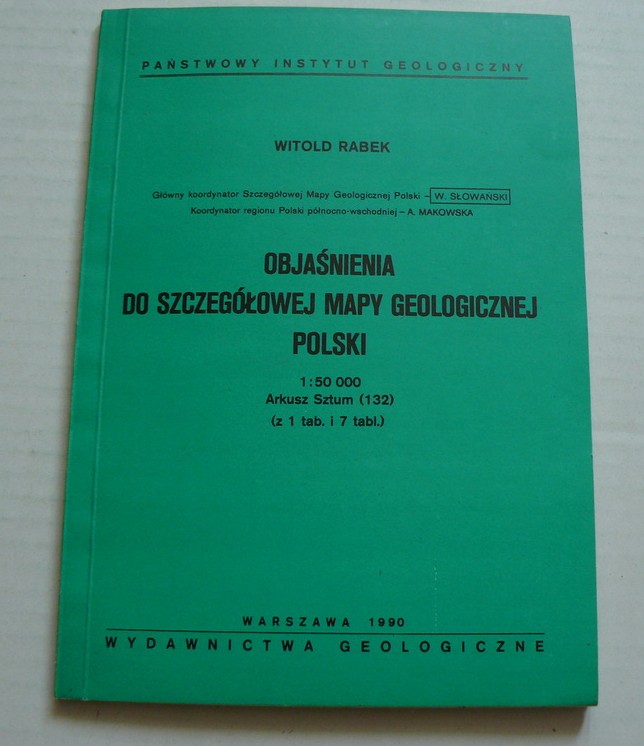 PAŃSTWOWY INSTYTUT GEOLOGICZNY
WITOLD RABEK
Główny koordynator Szczegółowej Mapy Geologicznej Polski – W. SŁOWAŃSKI
Koordynator regionu Polski północno-wschodniej – A. MAKOWSKA
OBJAŚNIENIA
DO SZCZEGÓŁOWEJ MAPY GEOLOGICZNEJ
POLSKI
1:50 000
Arkusz Sztum (132)
(z 1 tab. i 7 tabl.)
WARSZAWA 1990
WYDAWNICTWA GEOLOGICZNE